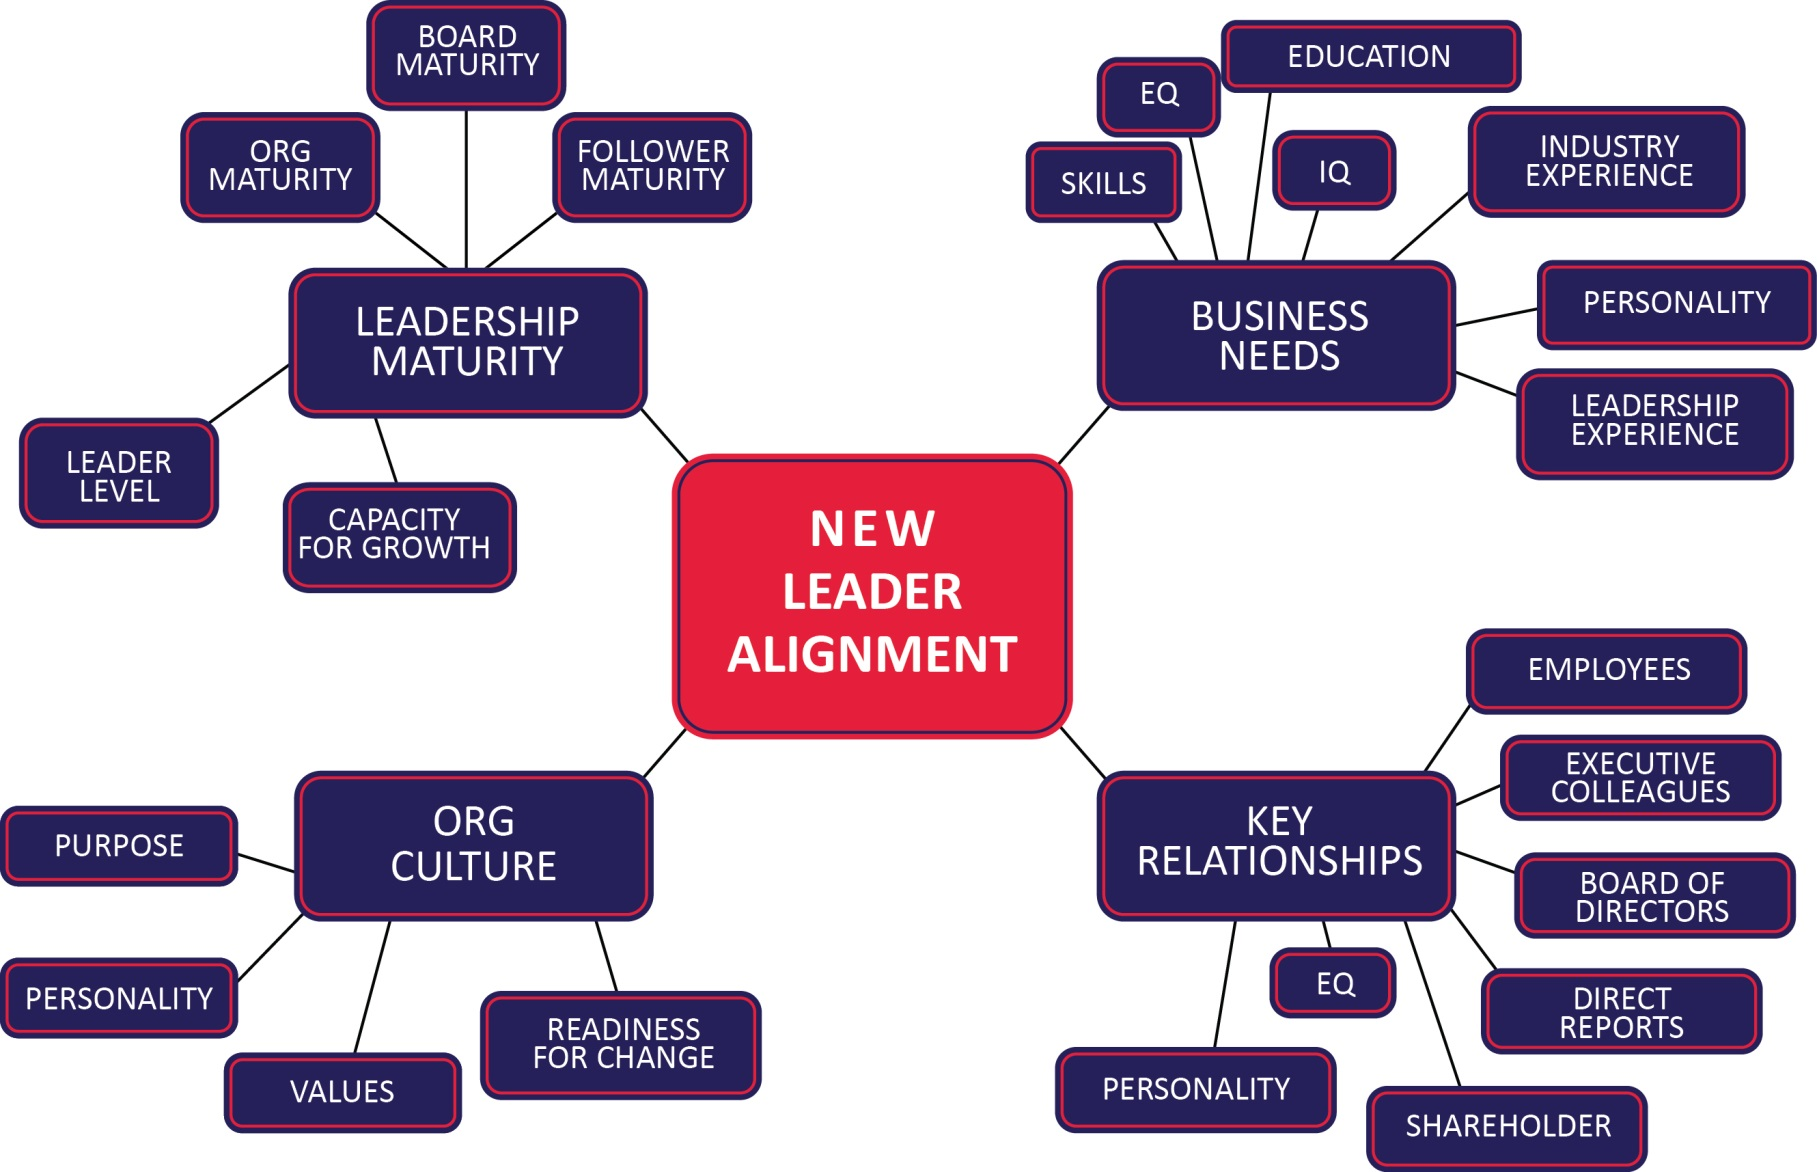 BOARD
MATURITY
ORG
MATURITY
FOLLOWER
MATURITY
LEADERSHIP
MATURITY
LEADER
LEVEL
CAPACITY
FOR GROWTH
EDUCATION
EQ
SKILLS
IQ
INDUSTRY
EXPERIENCE
BUSINESS
NEEDS
PERSONALITY
LEADERSHIP
EXPERIENCE
NEW
LEADER
ALIGNMENT
ORG
CULTURE
PURPOSE
PERSONALITY
VALUES
READINESS
FOR CHANGE
KEY
RELATIONSHIPS
EMPLOYEES
EXECUTIVE
COLLEAGUES
BOARD OF
DIRECTORS
DIRECT
REPORTS
EQ
PERSONALITY
SHAREHOLDER